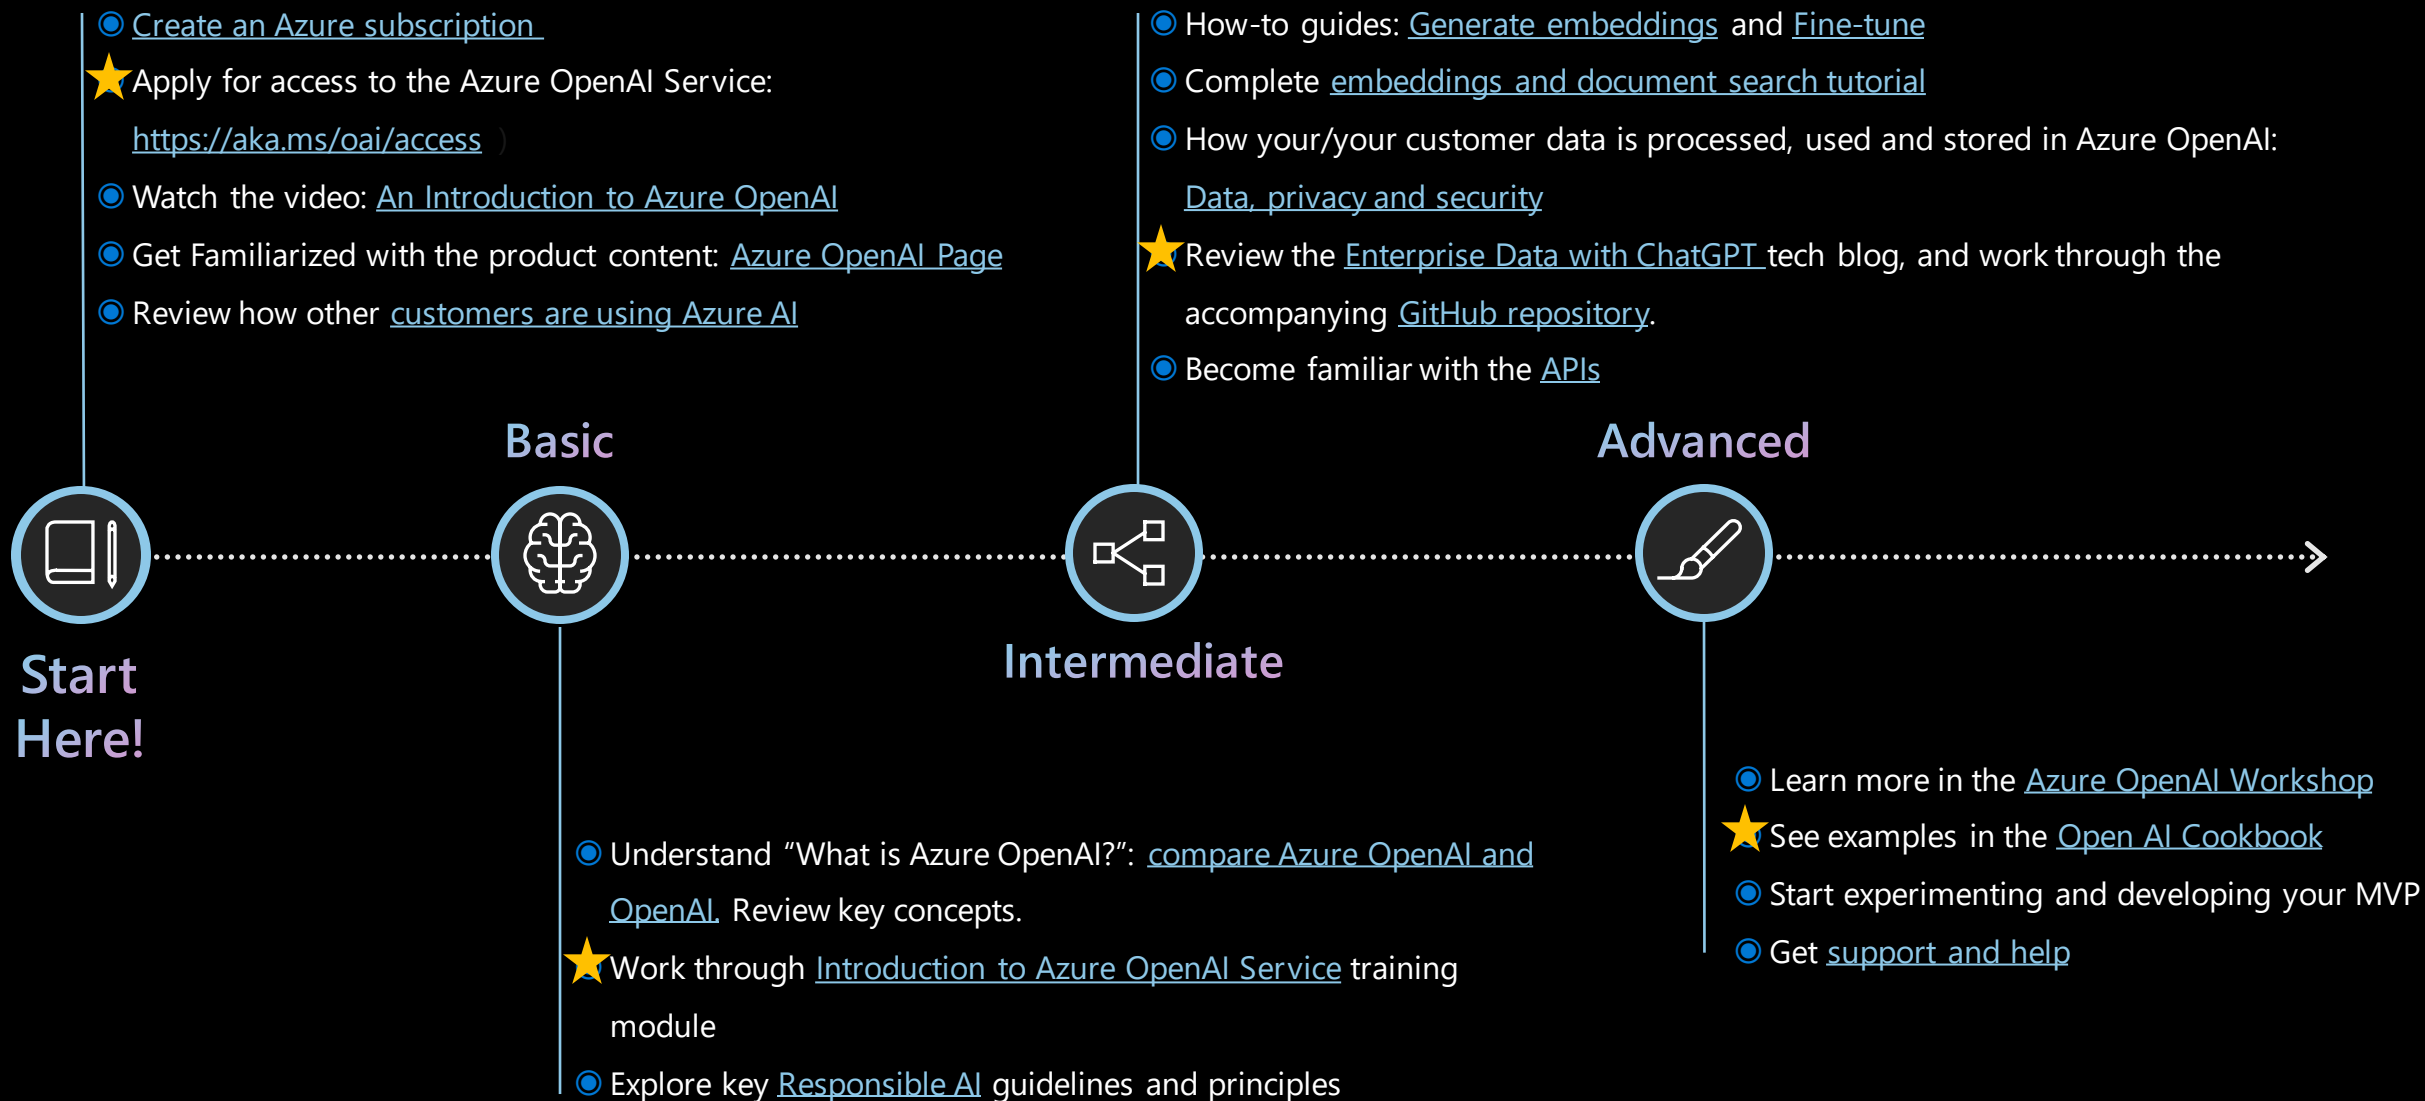 Create an Azure subscription
Apply for access to the Azure OpenAI Service:
https://aka.ms/oai/access )
Watch the video: An Introduction to Azure OpenAI
Get Familiarized with the product content: Azure OpenAI Page
Review how other customers are using Azure AI
How-to guides: Generate embeddings and Fine-tune
Complete embeddings and document search tutorial
How your/your customer data is processed, used and stored in Azure OpenAI:
Data, privacy and security
Review the Enterprise Data with ChatGPT tech blog, and work through the
accompanying GitHub repository.
Become familiar with the APIs
Basic
Advanced
Start
Here!
Intermediate
Understand “What is Azure OpenAI?”: compare Azure OpenAI and
OpenAI. Review key concepts.
Work through Introduction to Azure OpenAI Service training
module
Explore key Responsible AI guidelines and principles
Learn more in the Azure OpenAI Workshop
See examples in the Open AI Cookbook
Start experimenting and developing your MVP
Get support and help